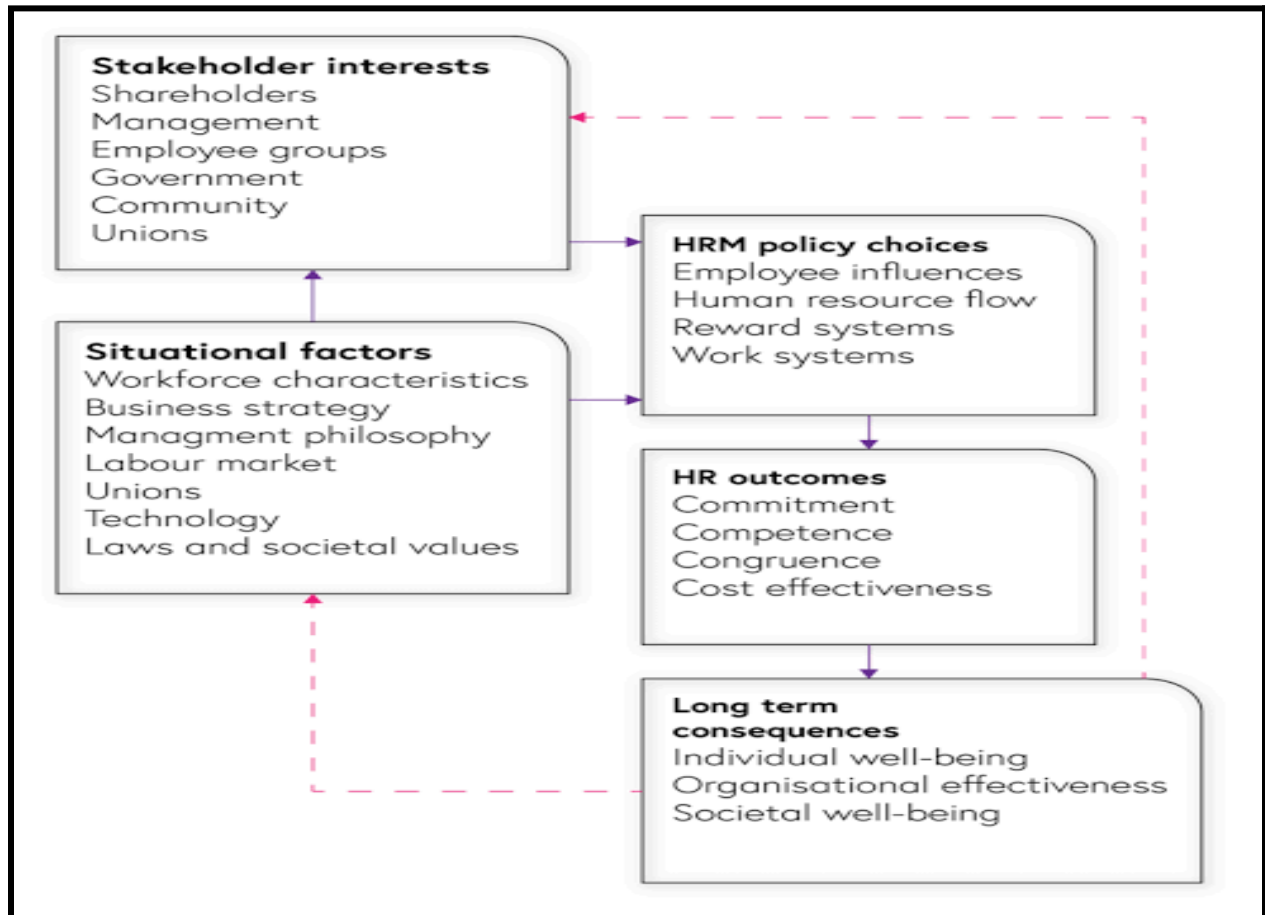 Stakeholder interests
Shareholders
Management
Employee groups
Government
Community
Unions
HRM policy choices
Employee influences
Human resource flow
Reward systems
Work systems
Situational factors
Workforce characteristics
Business strategy
Managment philosophy
Labour market
Unions
Technology
Laws and societal values
HR outcomes
Commitment
Competence
Congruence
Cost effectiveness
Long term
consequences
Individual well-being
Organisational effectiveness
Societal well-being